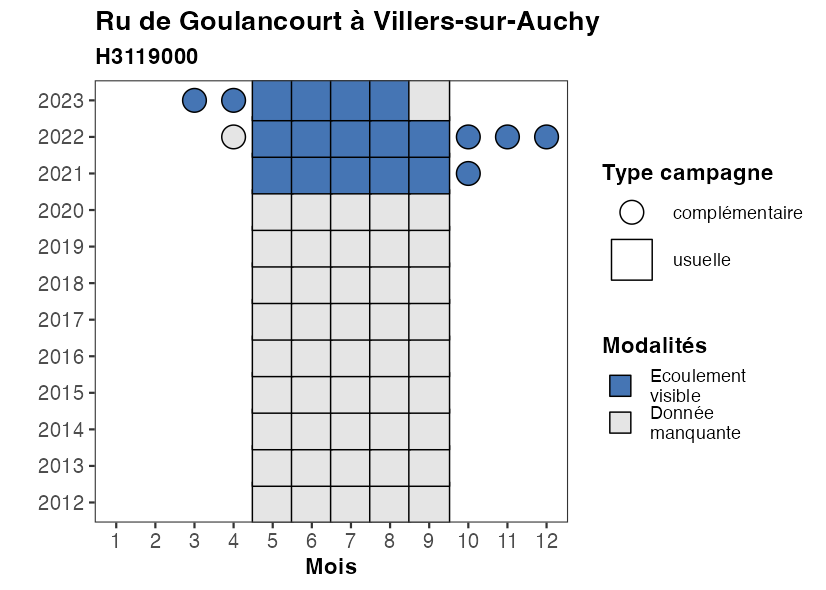 Ru de Goulancourt à Villers-sur-Auchy
H3119000
2023
2022
2021
2020
2019
2018
2017
2016
2015
2014
2013
2012
1 2 3 4 5 6 7 8 9 10 11 12
Mois
Type campagne
complémentaire
usuelle
Modalités
Ecoulement
visible
Donnée
manquante